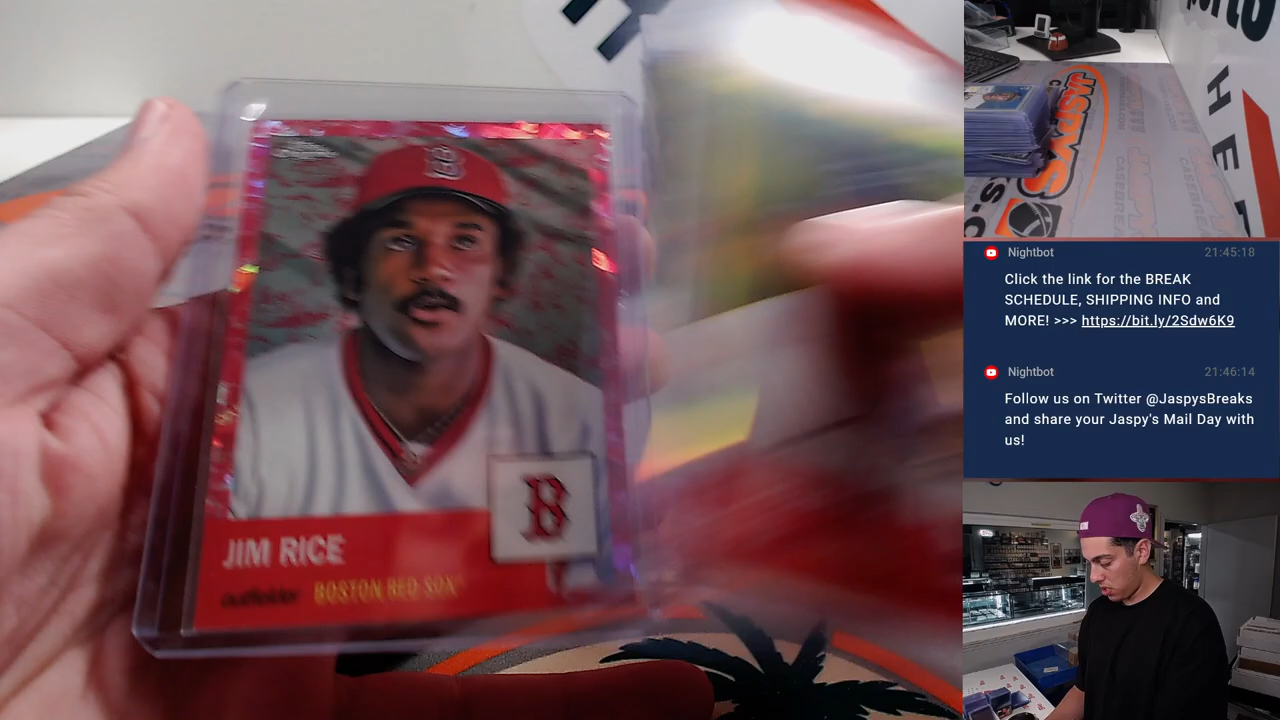 B
JIM RICE
outfielder BOSTON RED SOX
B
JASPYS
H
E
Nightbot 21:45:18
Click the link for the BREAK
SCHEDULE, SHIPPING INFO and
MORE! >>> https://bit.ly/2Sdw6K9
Nightbot 21:46:14
Follow us on Twitter @JaspysBreaks
and share your Jaspy's Mail Day with
us!